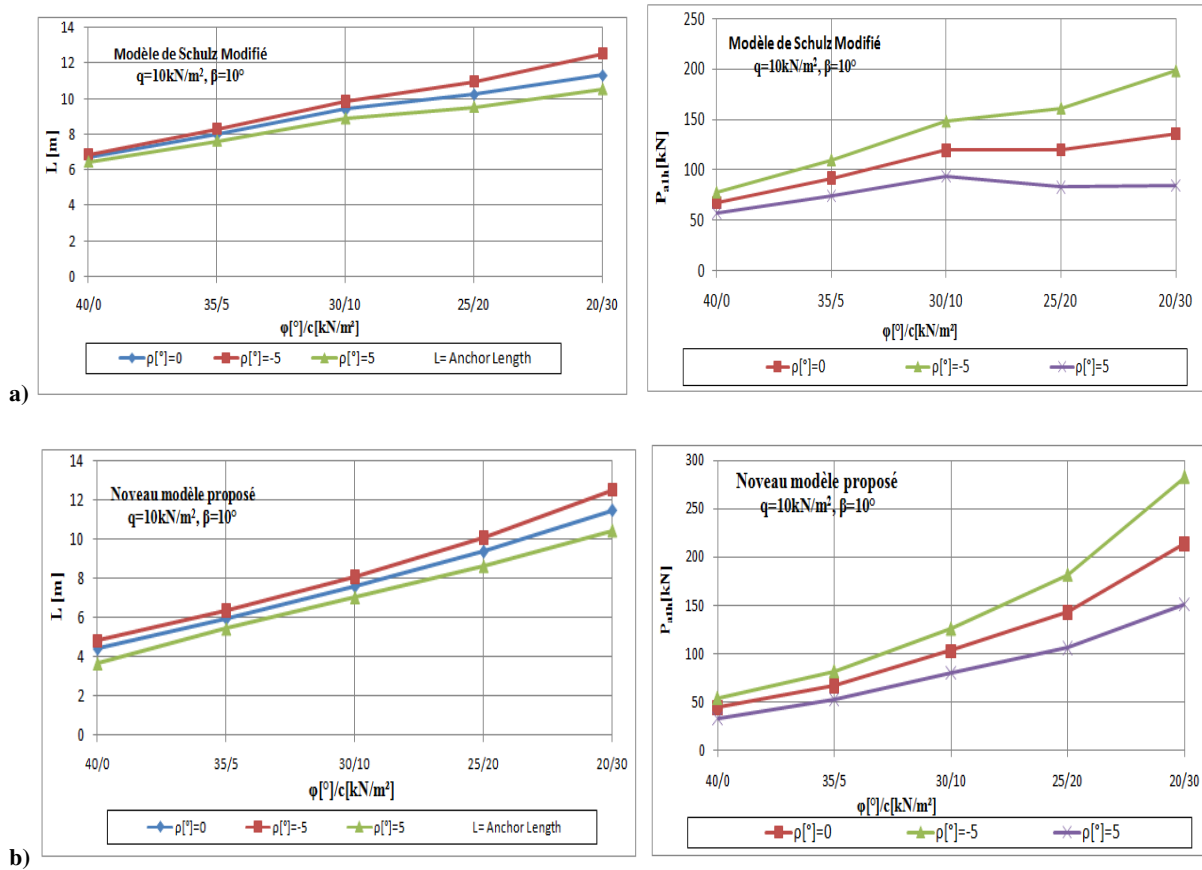 14
12
10
8
6
4
2
0
L [m]
Modèle de Schulz Modifié
q=10kN/m², β=10°
40/0 35/5 30/10 25/20 20/30
φ[°]/c[kN/m²]
ρ[°]=0 ρ[°]=-5 ρ[°]=5 L= Anchor Length
250
200
150
100
50
0
Pa1h[kN]
Modèle de Schulz Modifié
q=10kN/m², β=10°
40/0 35/5 30/10 25/20 20/30
φ[°]/c[kN/m²]
ρ[°]=0 ρ[°]=-5 ρ[°]=5
a)
14
12
10
8
6
4
2
0
L [m]
Noveau modèle proposé
q=10kN/m², β=10°
40/0 35/5 30/10 25/20 20/30
φ[°]/c[kN/m²]
ρ[°]=0 ρ[°]=-5 ρ[°]=5 L= Anchor Length
300
250
200
150
100
50
0
Pa1h[kN]
Noveau modèle proposé
q=10kN/m², β=10°
40/0 35/5 30/10 25/20 20/30
φ[°]/c[kN/m²]
ρ[°]=0 ρ[°]=-5 ρ[°]=5
b)